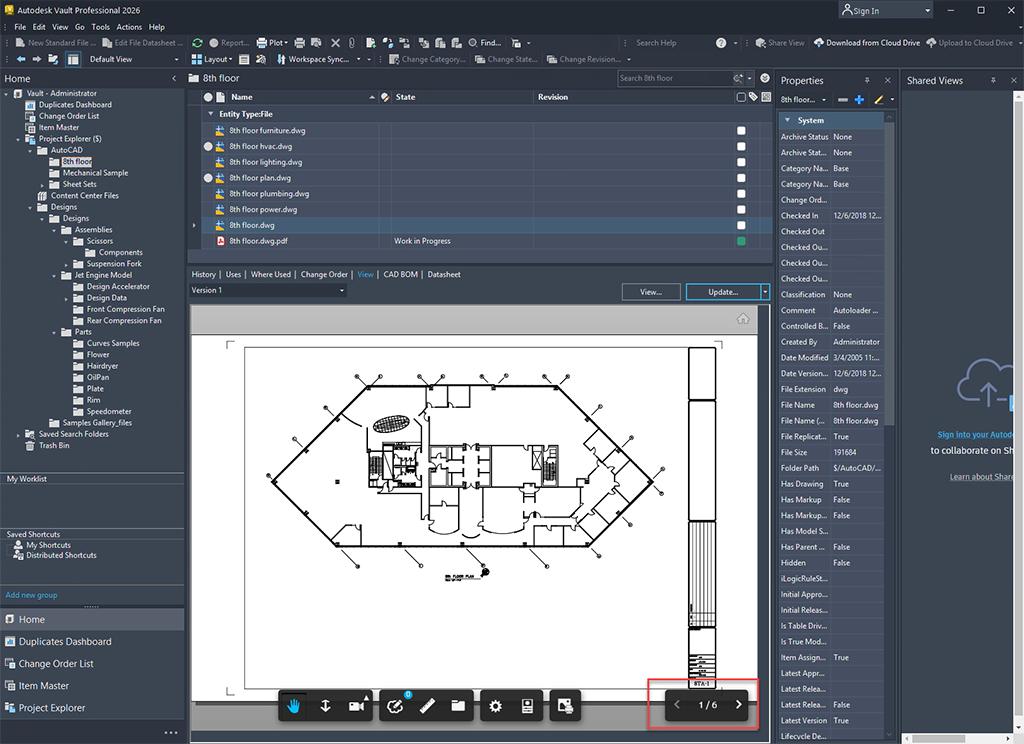 Autodesk Vault Professional 2026
Sign In
File Edit View Go Tools Actions Help
New Standard File ... Edit File Datasheet ... Report... Plot Find... Search Help Share View Download from Cloud Drive Upload to Cloud Drive
Default View Layout Workspace Sync... Change Category... Change State... Change Revision...
Home
Vault - Administrator
Duplicates Dashboard
Change Order List
Item Master
Project Explorer ($)
AutoCAD
8th floor
Mechanical Sample
Sheet Sets
Content Center Files
Designs
Designs
Assemblies
Scissors
Components
Suspension Fork
Jet Engine Model
Design Accelerator
Design Data
Front Compression Fan
Rear Compression Fan
Parts
Curves Samples
Flower
Hairdryer
OilPan
Plate
Rim
Speedometer
Samples Gallery_files
Saved Search Folders
Trash Bin
My Worklist
Saved Shortcuts
My Shortcuts
Distributed Shortcuts
Add new group
Home
Duplicates Dashboard
Change Order List
Item Master
Project Explorer
8th floor
Search 8th floor
Name State Revision
Entity Type:File
8th floor furniture.dwg
8th floor hvac.dwg
8th floor lighting.dwg
8th floor plan.dwg
8th floor plumbing.dwg
8th floor power.dwg
8th floor.dwg
8th floor.dwg.pdf Work in Progress
History Uses Where Used Change Order View CAD BOM Datasheet
Version 1
View... Update...
8TH FLOOR PLAN
STA-1
0
1 / 6
Properties
8th floor...
System
Archive Status None
Archive Stat... None
Category Na... Base
Category Na... Base
Change Ord...
Checked In 12/6/2018 12...
Checked Out
Checked Ou...
Checked Ou...
Checked Ou...
Classification None
Comment Autoloader ...
Controlled B... False
Created By Administrator
Date Modified 3/4/2005 11:...
Date Version... 12/6/2018 12...
File Extension dwg
File Name 8th floor.dwg
File Name (... 8th floor.dwg
File Replicat... True
File Size 191684
Folder Path $/AutoCAD/...
Has Drawing True
Has Markup False
Has Markup... False
Has Model S...
Has Parent ... False
Hidden False
iLogicRuleSt...
Initial Appro...
Initial Releas...
Is Table Driv...
Is True Mod...
Item Assign... True
Latest Appr...
Latest Relea...
Latest Relea... False
Latest Version True
Lifecycle De...
Shared Views
Sign into your Autod
to collaborate on Sh
Learn about Share